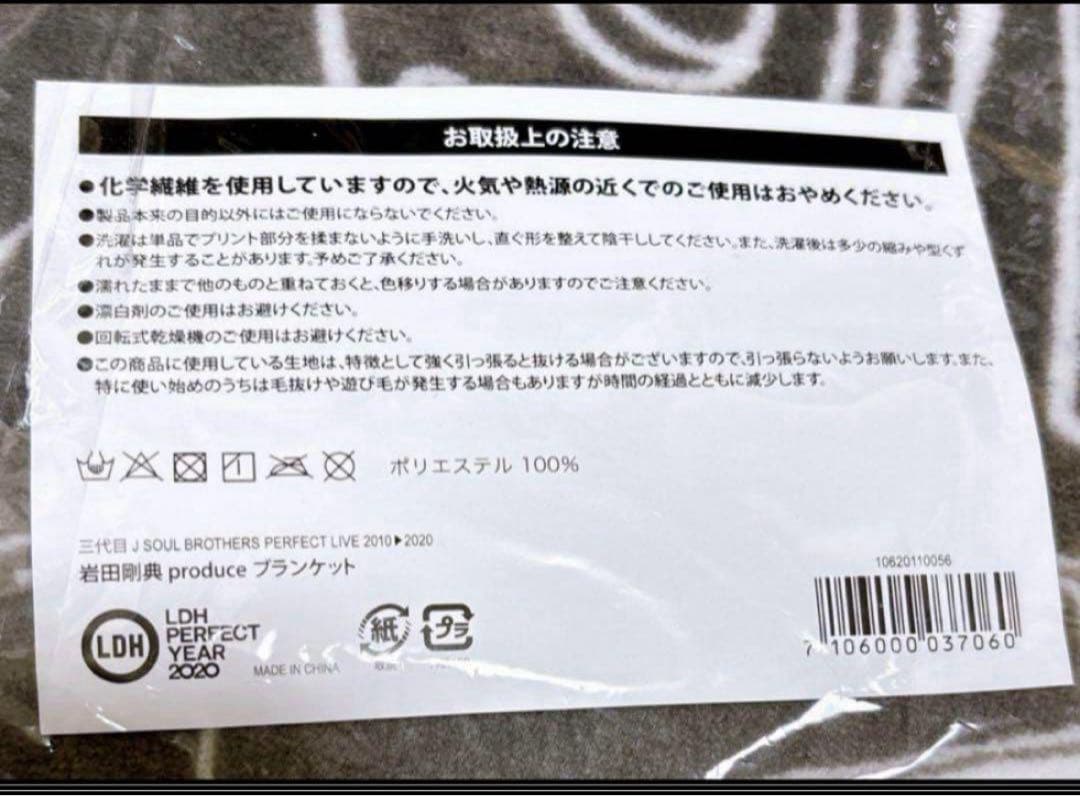 お取扱上の注意
●化学繊維を使用していますので、火気や熱源の近くでのご使用はおやめください。
●製品本来の目的以外にはご使用にならないでください。
●洗濯は単品でプリント部分を揉まないように手洗いし、直ぐ形を整えて陰干ししてください。また、洗濯後は多少の縮みや型くず
れが発生することがあります。予めご了承ください。
●濡れたままで他のものと重ねておくと、色移りする場合がありますのでご注意ください。
●漂白剤のご使用はお避けください。
●回転式乾燥機のご使用はお避けください。
●この商品に使用している生地は、特徴として強く引っ張ると抜ける場合がございますので、引っ張らないようお願いします。また、
特に使い始めのうちは毛抜けや遊び毛が発生する場合もありますが時間の経過とともに減少します。
ポリエステル 100%
三代目 J SOUL BROTHERS PERFECT LIVE 2010▶2020
岩田剛典 produce ブランケット
LDH
LDH
PERFECT
YEAR
2020
MADE IN CHINA
紙
プラ
10620110056
7106000037060